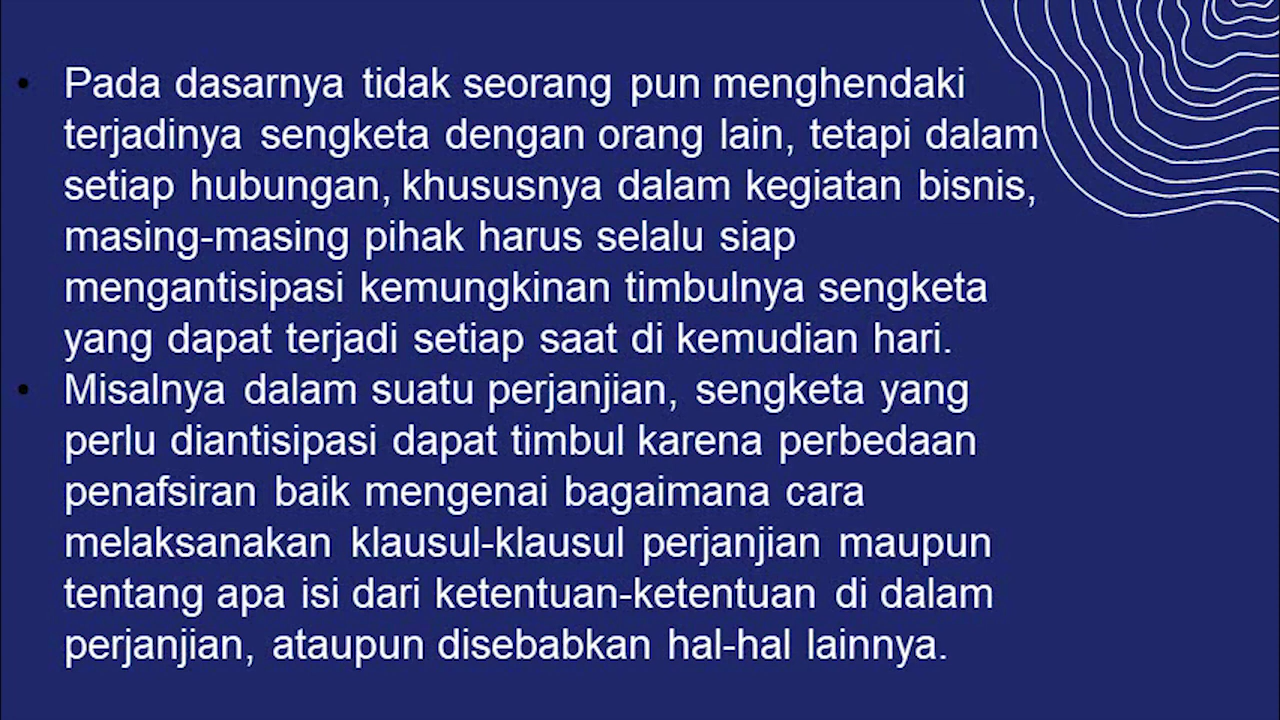 • Pada dasarnya tidak seorang pun menghendaki
terjadinya sengketa dengan orang lain, tetapi dalam
setiap hubungan, khususnya dalam kegiatan bisnis,
masing-masing pihak harus selalu siap
mengantisipasi kemungkinan timbulnya sengketa
yang dapat terjadi setiap saat di kemudian hari.
• Misalnya dalam suatu perjanjian, sengketa yang
perlu diantisipasi dapat timbul karena perbedaan
penafsiran baik mengenai bagaimana cara
melaksanakan klausul-klausul perjanjian maupun
tentang apa isi dari ketentuan-ketentuan di dalam
perjanjian, ataupun disebabkan hal-hal lainnya.